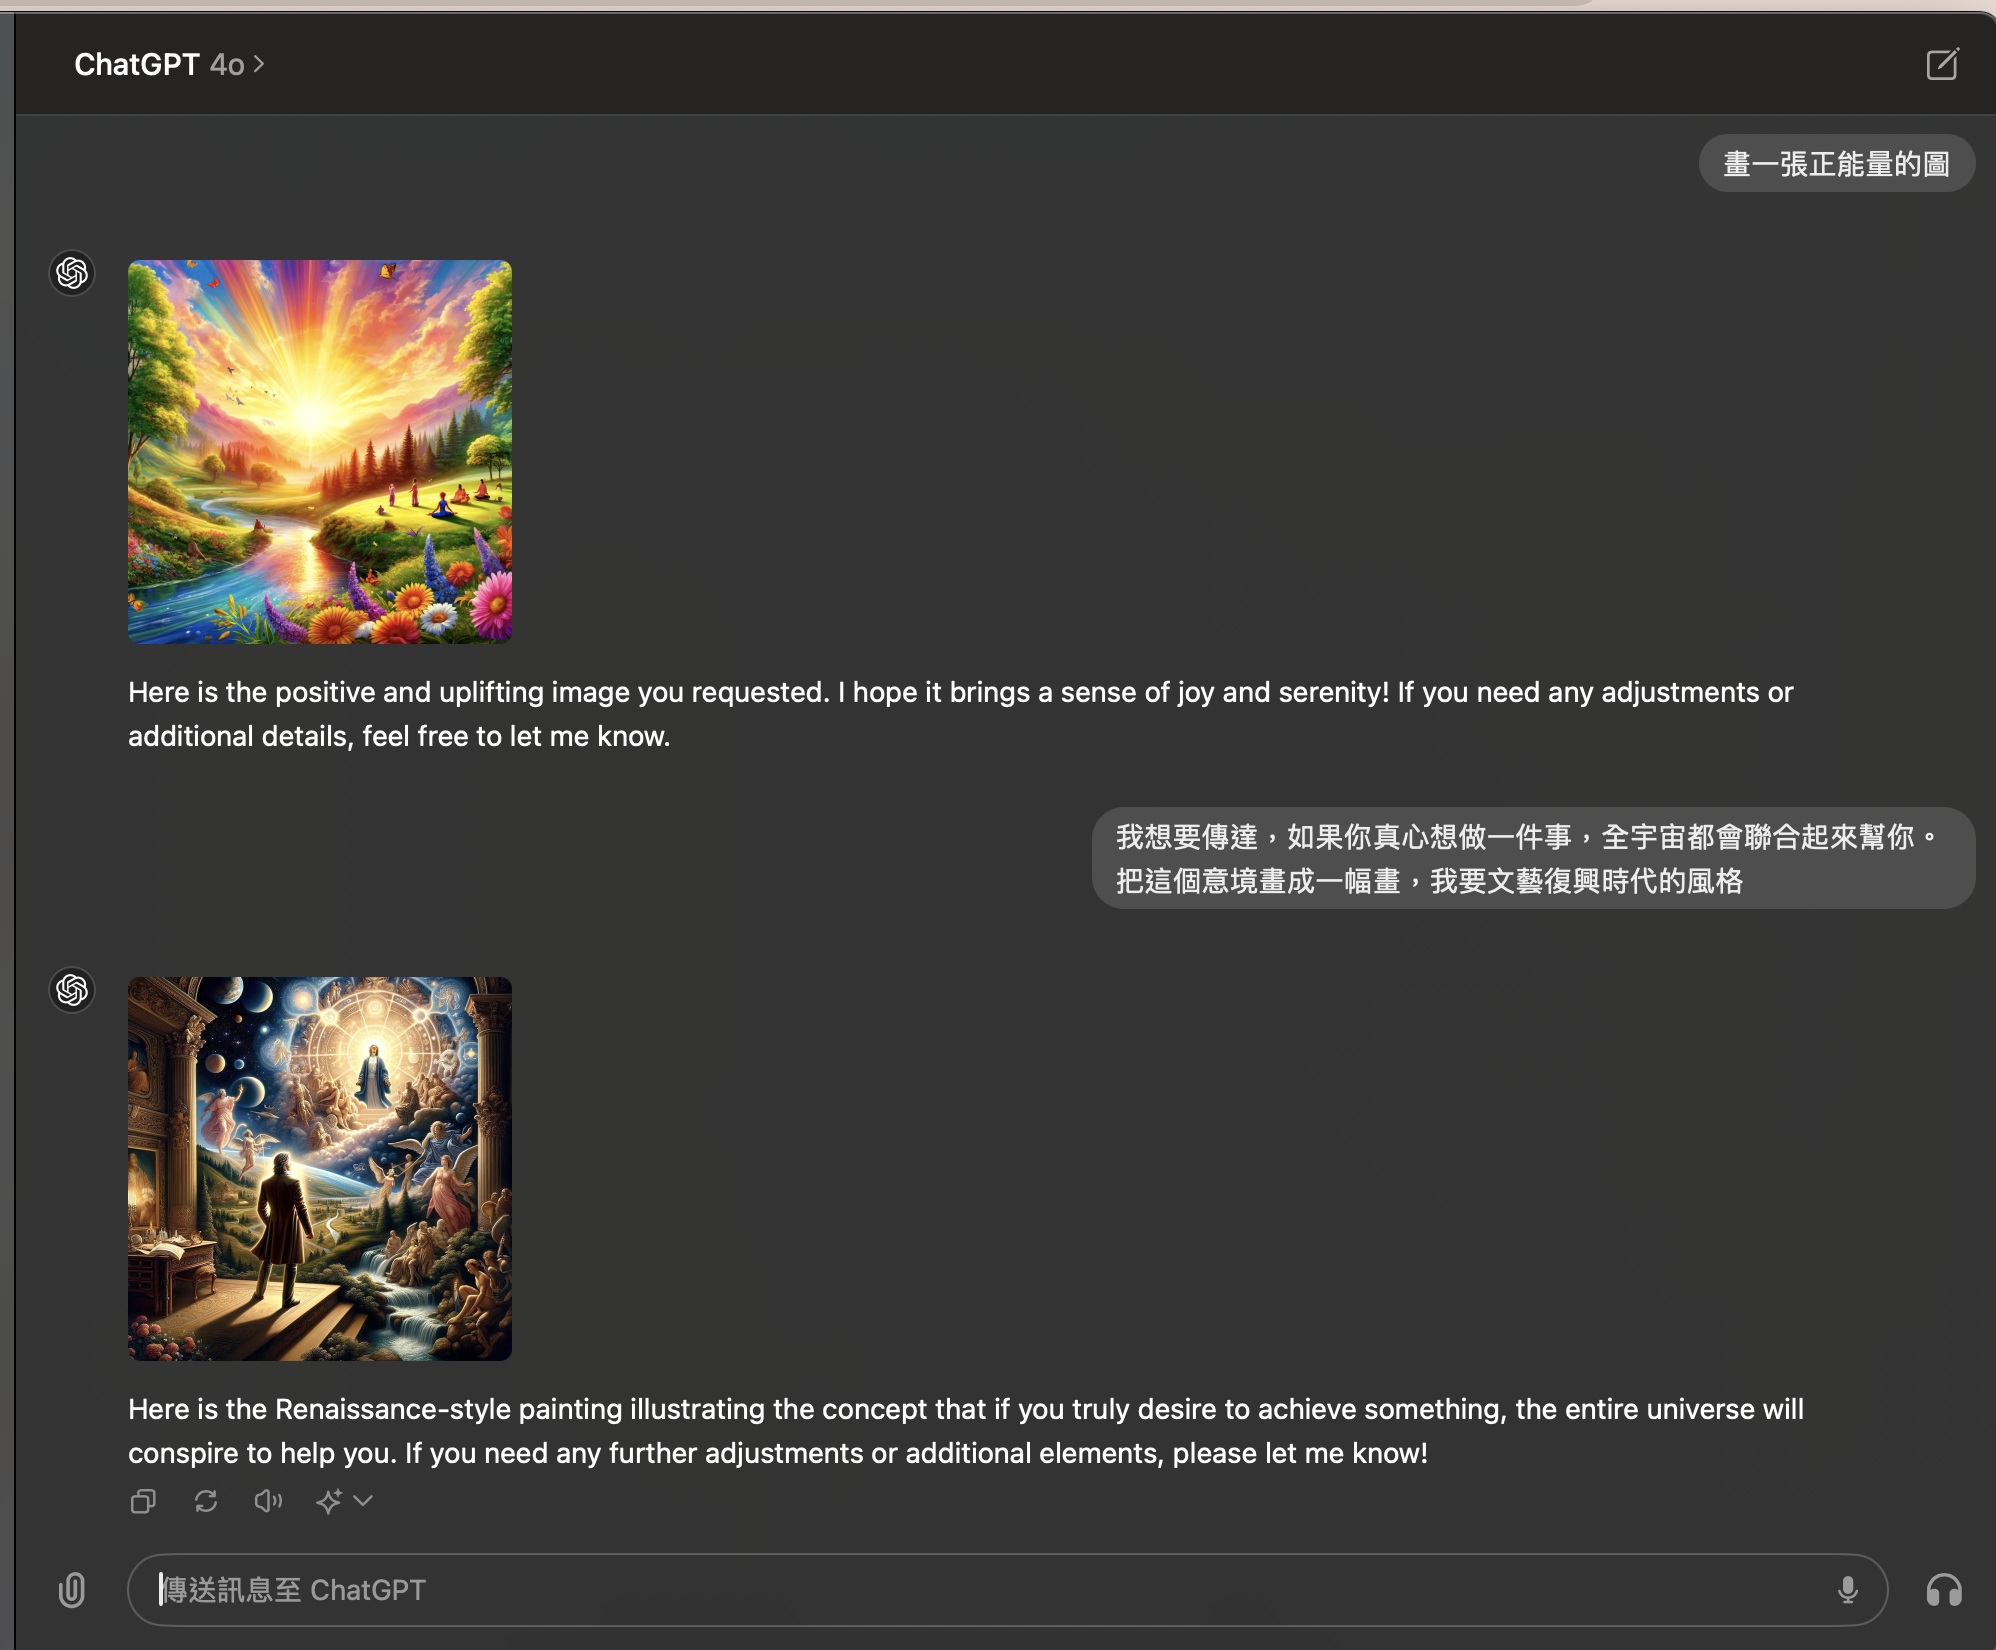 ChatGPT 4o
畫一張正能量的圖
Here is the positive and uplifting image you requested. I hope it brings a sense of joy and serenity! If you need any adjustments or
additional details, feel free to let me know.
我想要傳達，如果你真心想做一件事，全宇宙都會聯合起來幫你。
把這個意境畫成一幅畫，我要文藝復興時代的風格
Here is the Renaissance-style painting illustrating the concept that if you truly desire to achieve something, the entire universe will
conspire to help you. If you need any further adjustments or additional elements, please let me know!
傳送訊息至 ChatGPT